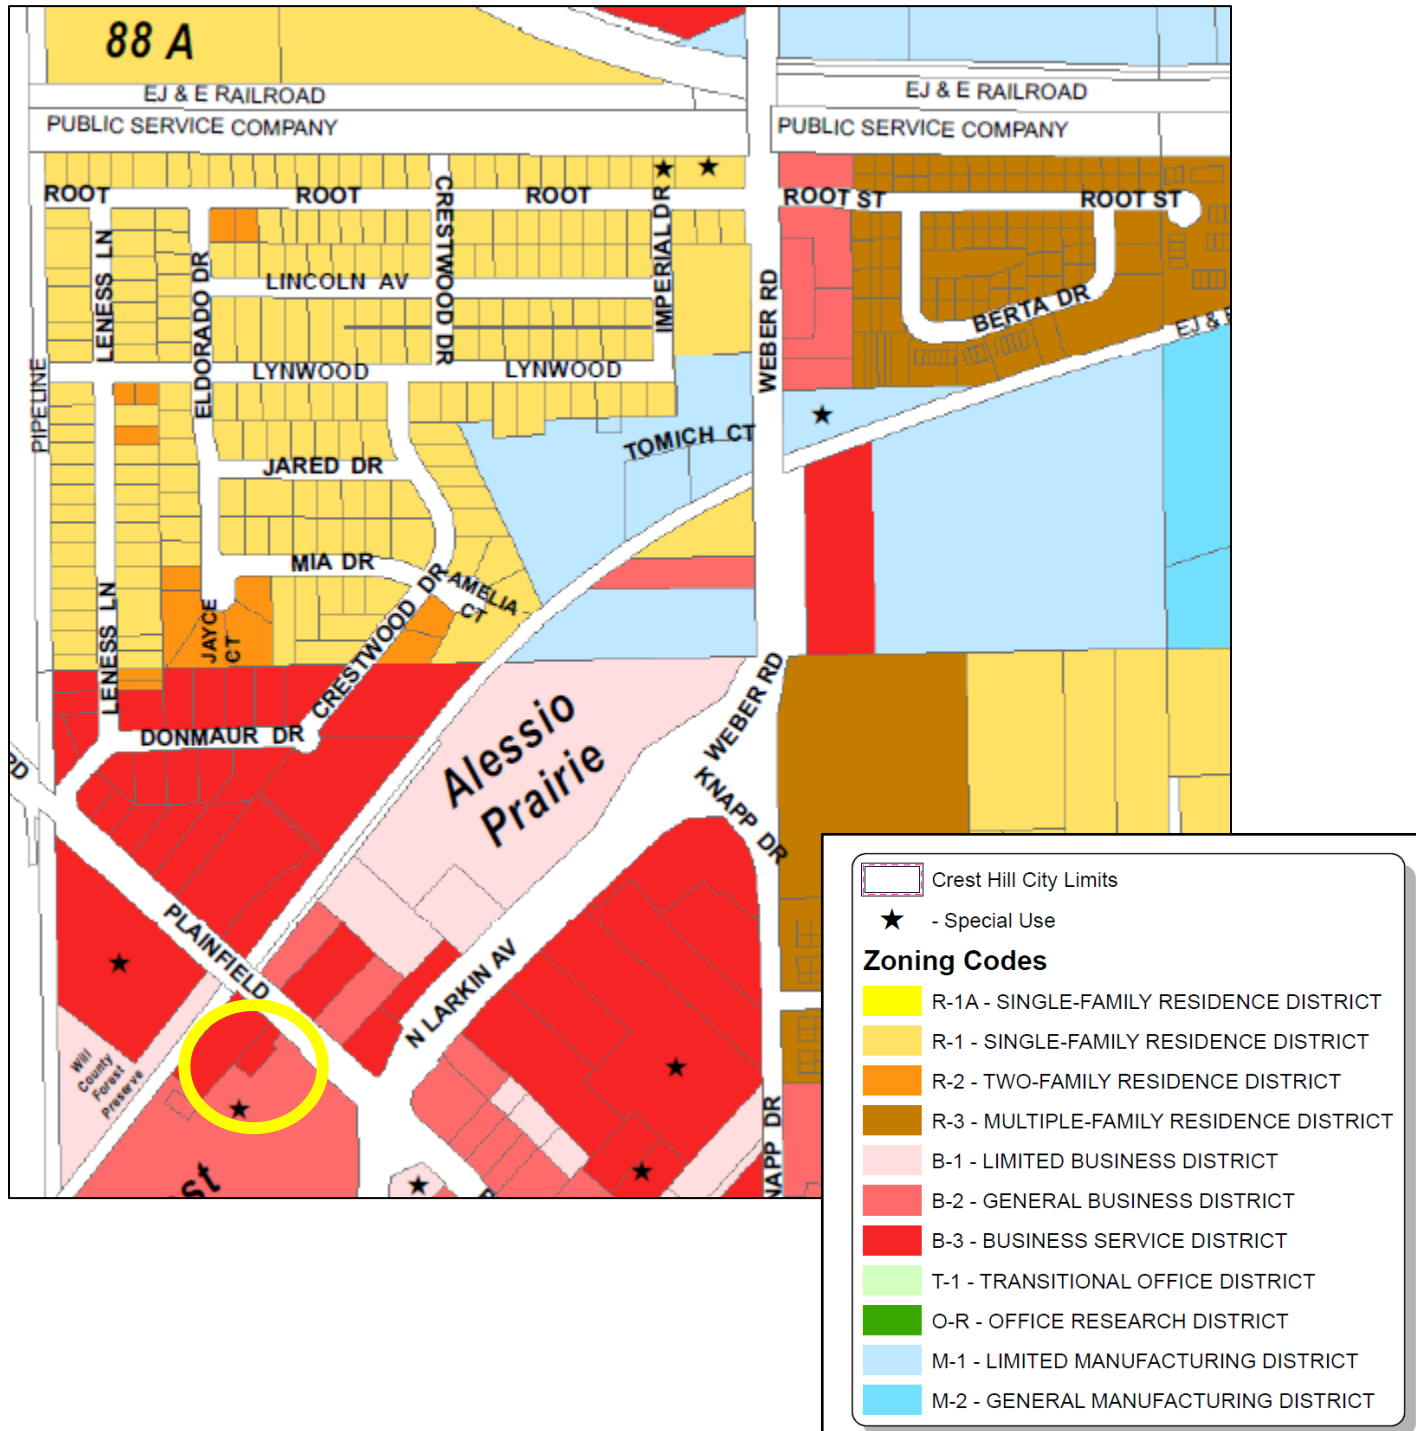 88 A
EJ & E RAILROAD
EJ & E RAILROAD
PUBLIC SERVICE COMPANY
PUBLIC SERVICE COMPANY
ROOT
ROOT
ROOT
ROOT ST
ROOT ST
LENESS LN
ELDORADO DR
CRESTWOOD DR
IMPERIAL DR
WEBER RD
LINCOLN AV
BERTA DR
EJ & E
PIPELINE
LYNWOOD
LYNWOOD
TOMICH CT
JARED DR
MIA DR
AMELIA
CT
LENESS LN
JAYCE
CT
CRESTWOOD DR
WEBER RD
DONMAUR DR
RD
Alessio
Prairie
KNAPP DR
PLAINFIELD
N LARKIN AV
Will
County
Forest
Preserve
KNAPP DR
st
Crest Hill City Limits
- Special Use
Zoning Codes
R-1A - SINGLE-FAMILY RESIDENCE DISTRICT
R-1 - SINGLE-FAMILY RESIDENCE DISTRICT
R-2 - TWO-FAMILY RESIDENCE DISTRICT
R-3 - MULTIPLE-FAMILY RESIDENCE DISTRICT
B-1 - LIMITED BUSINESS DISTRICT
B-2 - GENERAL BUSINESS DISTRICT
B-3 - BUSINESS SERVICE DISTRICT
T-1 - TRANSITIONAL OFFICE DISTRICT
O-R - OFFICE RESEARCH DISTRICT
M-1 - LIMITED MANUFACTURING DISTRICT
M-2 - GENERAL MANUFACTURING DISTRICT